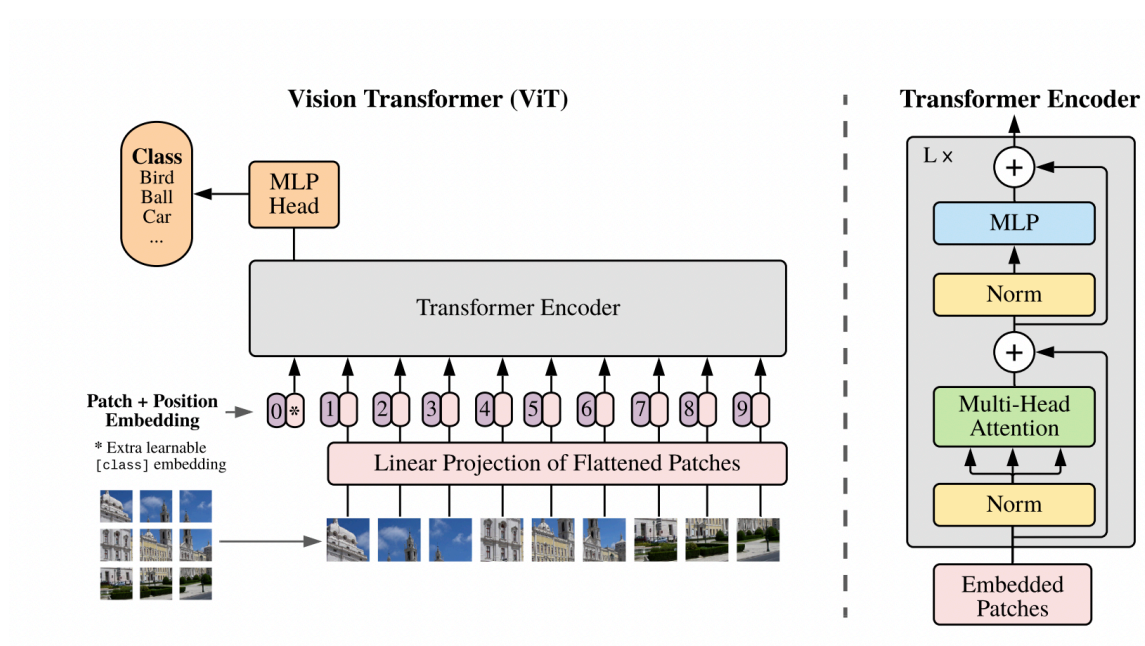 Vision Transformer (ViT)
Class
Bird
Ball
Car
...
MLP
Head
Transformer Encoder
Patch + Position
Embedding
* Extra learnable
[class] embedding
0 * 1 2 3 4 5 6 7 8 9
Linear Projection of Flattened Patches
Transformer Encoder
L x
+
MLP
Norm
+
Multi-Head
Attention
Norm
Embedded
Patches